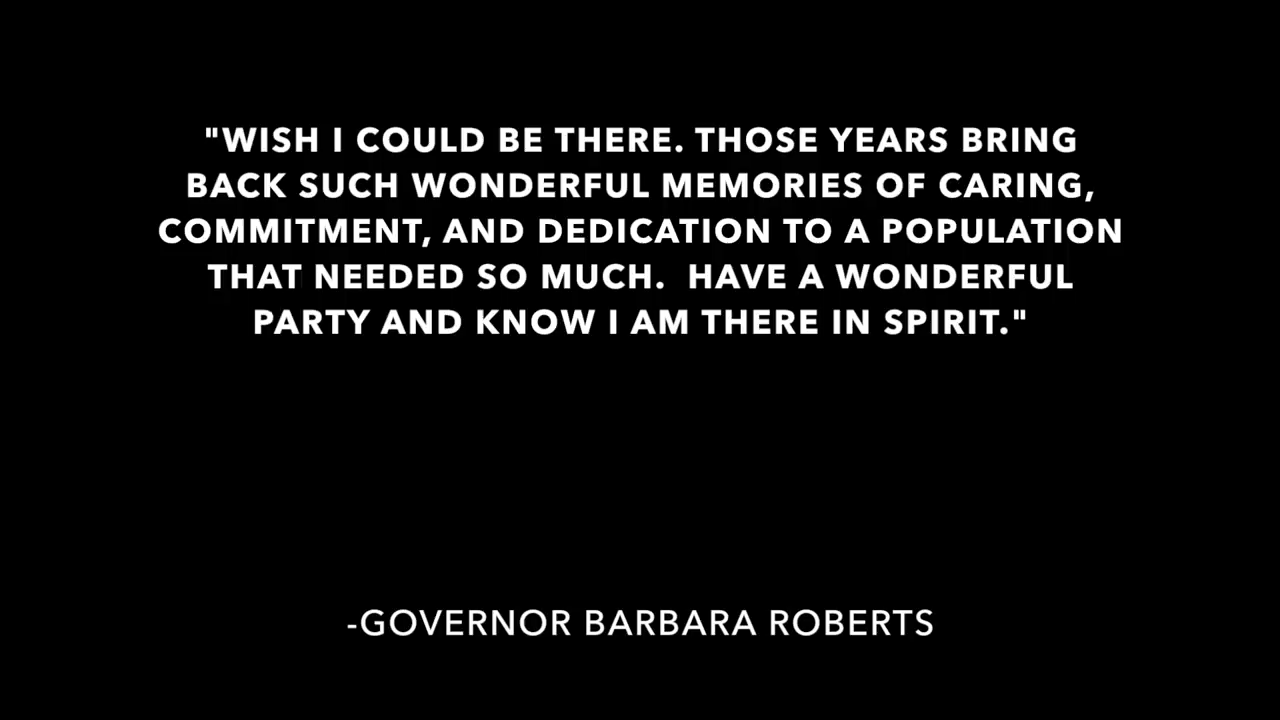 "WISH I COULD BE THERE. THOSE YEARS BRING
BACK SUCH WONDERFUL MEMORIES OF CARING,
COMMITMENT, AND DEDICATION TO A POPULATION
THAT NEEDED SO MUCH.  HAVE A WONDERFUL
PARTY AND KNOW I AM THERE IN SPIRIT."
-GOVERNOR BARBARA ROBERTS